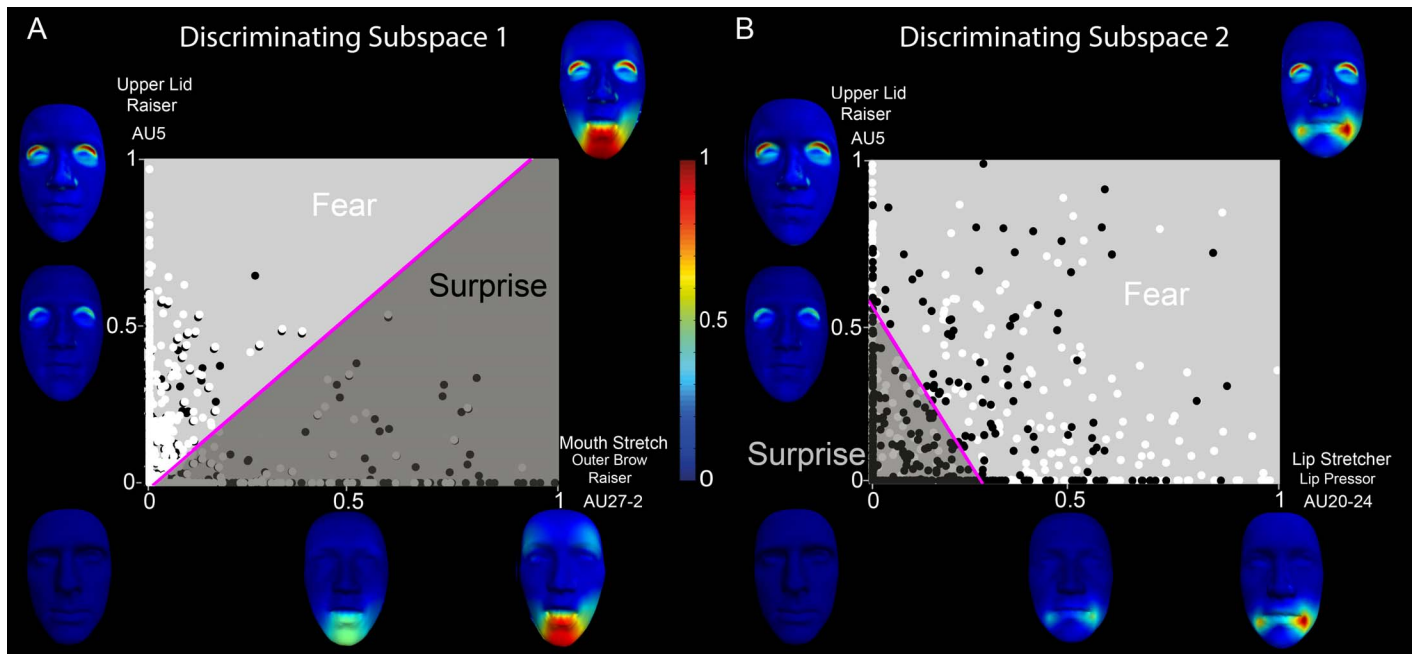 A
Discriminating Subspace 1
Upper Lid
Raiser
AU5
1
Fear
Surprise
0.5
0
0
0.5
1
Mouth Stretch
Outer Brow
Raiser
AU27-2
1
0.5
0
B
Discriminating Subspace 2
Upper Lid
Raiser
AU5
1
Fear
0.5
Surprise
0
0
0.5
1
Lip Stretcher
Lip Pressor
AU20-24